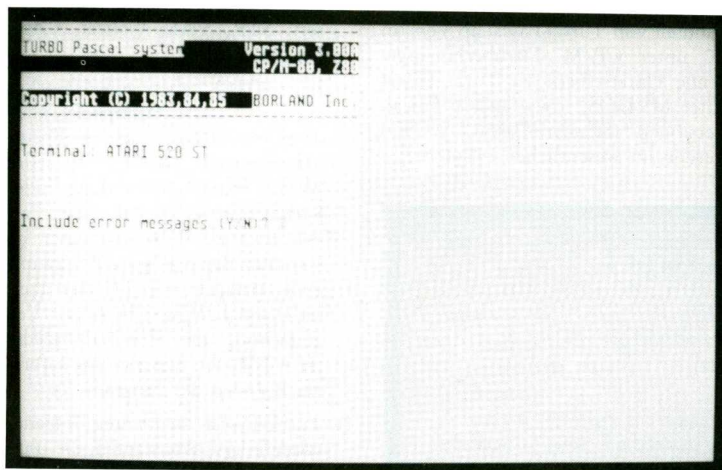 TURBO Pascal system Version 3.00A
CP/M-80, Z80
Copyright (C) 1983,84,85 BORLAND Inc.
Terminal: ATARI 520 ST
Include error messages (Y/N)?